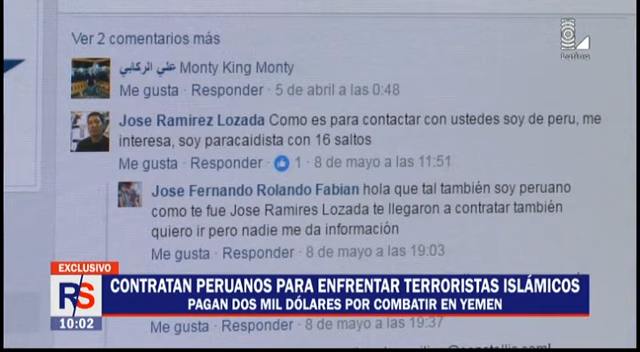 Ver 2 comentarios más
Latina
علي الركابي Monty King Monty
Me gusta · Responder · 5 de abril a las 0:48
Jose Ramirez Lozada Como es para contactar con ustedes soy de peru, me
interesa, soy paracaidista con 16 saltos
Me gusta · Responder · 1 · 8 de mayo a las 11:51
Jose Fernando Rolando Fabian hola que tal también soy peruano
como te fue Jose Ramires Lozada te llegaron a contratar también
quiero ir pero nadie me da información
Me gusta · Responder · 8 de mayo a las 19:03
EXCLUSIVO
R/S
10:02
CONTRATAN PERUANOS PARA ENFRENTAR TERRORISTAS ISLÁMICOS
PAGAN DOS MIL DÓLARES POR COMBATIR EN YEMEN
Me gusta · Responder · 8 de mayo a las 19:37